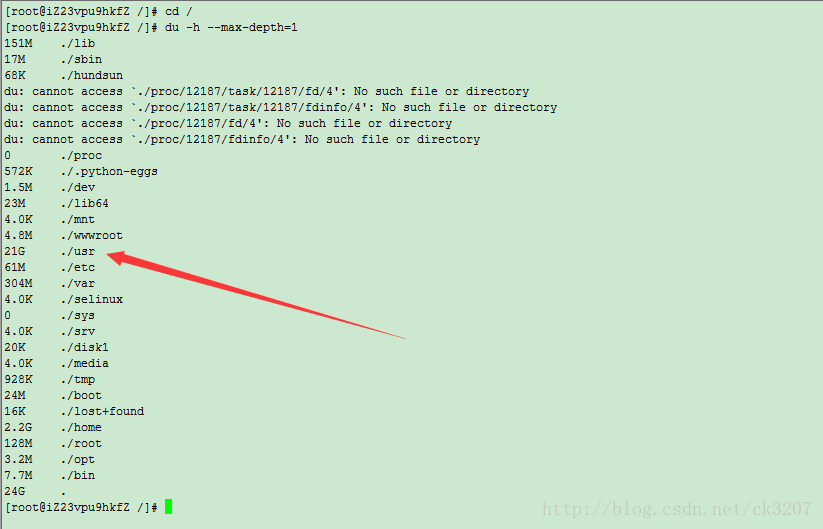 [root@iZ23vpu9hkfZ /]# cd /
[root@iZ23vpu9hkfZ /]# du -h --max-depth=1
151M    ./lib
17M     ./sbin
68K     ./hundsun
du: cannot access `./proc/12187/task/12187/fd/4': No such file or directory
du: cannot access `./proc/12187/task/12187/fdinfo/4': No such file or directory
du: cannot access `./proc/12187/fd/4': No such file or directory
du: cannot access `./proc/12187/fdinfo/4': No such file or directory
0       ./proc
572K    ./.python-eggs
1.5M    ./dev
23M     ./lib64
4.0K    ./mnt
4.8M    ./wwwroot
21G     ./usr
61M     ./etc
304M    ./var
4.0K    ./selinux
0       ./sys
4.0K    ./srv
20K     ./disk1
4.0K    ./media
928K    ./tmp
24M     ./boot
16K     ./lost+found
2.2G    ./home
128M    ./root
3.2M    ./opt
7.7M    ./bin
24G     .
[root@iZ23vpu9hkfZ /]#
http://blog.csdn.net/ck3207